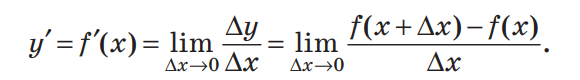 y′ = f′(x) = lim_{Δx→0} Δy/Δx = lim_{Δx→0} (f(x+Δx)−f(x))/Δx.